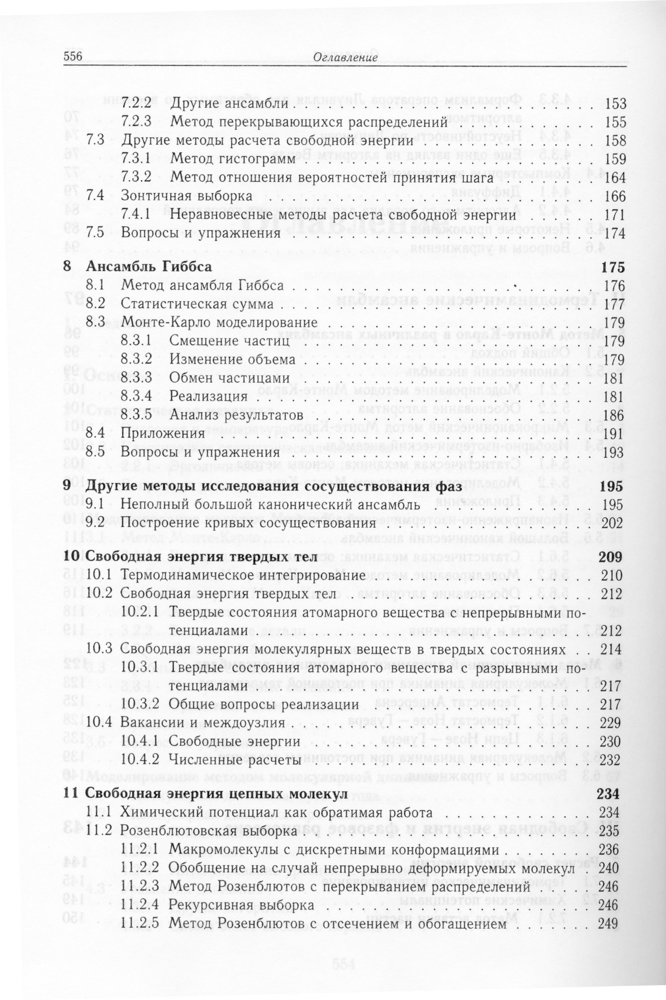 556 Оглавление
7.2.2 Другие ансамбли . . . . . . . . . . 153
7.2.3 Метод перекрывающихся распределений . . . . . . . . . . 155
7.3 Другие методы расчета свободной энергии . . . . . . . . . . 158
7.3.1 Метод гистограмм . . . . . . . . . . 159
7.3.2 Метод отношения вероятностей принятия шага . . . . . . . . 164
7.4 Зонтичная выборка . . . . . . . . . . 166
7.4.1 Неравновесные методы расчета свободной энергии . . . . . . 171
7.5 Вопросы и упражнения . . . . . . . . . . 174
8 Ансамбль Гиббса 175
8.1 Метод ансамбля Гиббса . . . . . . . . . . 176
8.2 Статистическая сумма . . . . . . . . . . 177
8.3 Монте-Карло моделирование . . . . . . . . . . 179
8.3.1 Смещение частиц . . . . . . . . . . 179
8.3.2 Изменение объема . . . . . . . . . . 179
8.3.3 Обмен частицами . . . . . . . . . . 181
8.3.4 Реализация . . . . . . . . . . 181
8.3.5 Анализ результатов . . . . . . . . . . 186
8.4 Приложения . . . . . . . . . . 191
8.5 Вопросы и упражнения . . . . . . . . . . 193
9 Другие методы исследования сосуществования фаз 195
9.1 Неполный большой канонический ансамбль . . . . . . . . . . 195
9.2 Построение кривых сосуществования . . . . . . . . . . 202
10 Свободная энергия твердых тел 209
10.1 Термодинамическое интегрирование . . . . . . . . . . 210
10.2 Свободная энергия твердых тел . . . . . . . . . . 212
10.2.1 Твердые состояния атомарного вещества с непрерывными по-
тенциалами . . . . . . . . . . 212
10.3 Свободная энергия молекулярных веществ в твердых состояниях . . 214
10.3.1 Твердые состояния атомарного вещества с разрывными по-
тенциалами . . . . . . . . . . 217
10.3.2 Общие вопросы реализации . . . . . . . . . . 217
10.4 Вакансии и междоузлия . . . . . . . . . . 229
10.4.1 Свободные энергии . . . . . . . . . . 230
10.4.2 Численные расчеты . . . . . . . . . . 232
11 Свободная энергия цепных молекул 234
11.1 Химический потенциал как обратимая работа . . . . . . . . . . 234
11.2 Розенблютовская выборка . . . . . . . . . . 235
11.2.1 Макромолекулы с дискретными конформациями . . . . . . . 236
11.2.2 Обобщение на случай непрерывно деформируемых молекул . . 240
11.2.3 Метод Розенблютов с перекрыванием распределений . . . . . 246
11.2.4 Рекурсивная выборка . . . . . . . . . . 246
11.2.5 Метод Розенблютов с отсечением и обогащением . . . . . . . 249